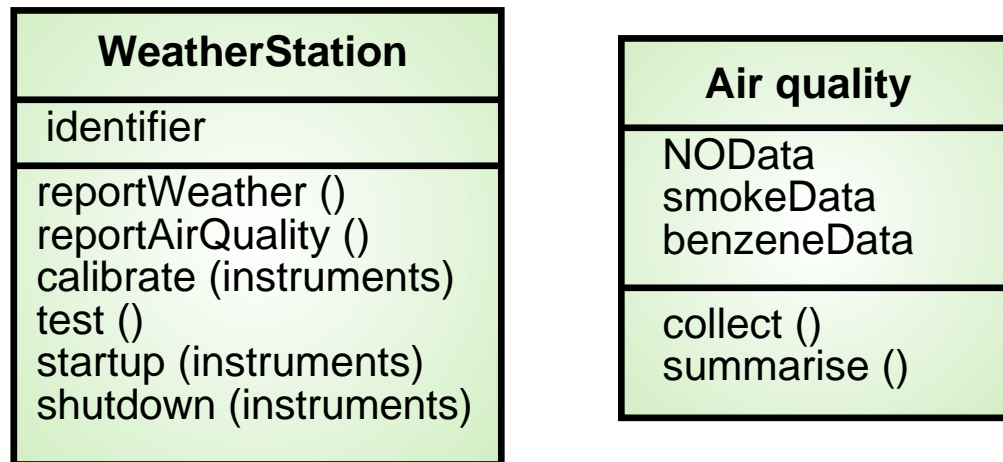 WeatherStation
identifier
reportWeather ()
reportAirQuality ()
calibrate (instruments)
test ()
startup (instruments)
shutdown (instruments)
Air quality
NOData
smokeData
benzeneData
collect ()
summarise ()